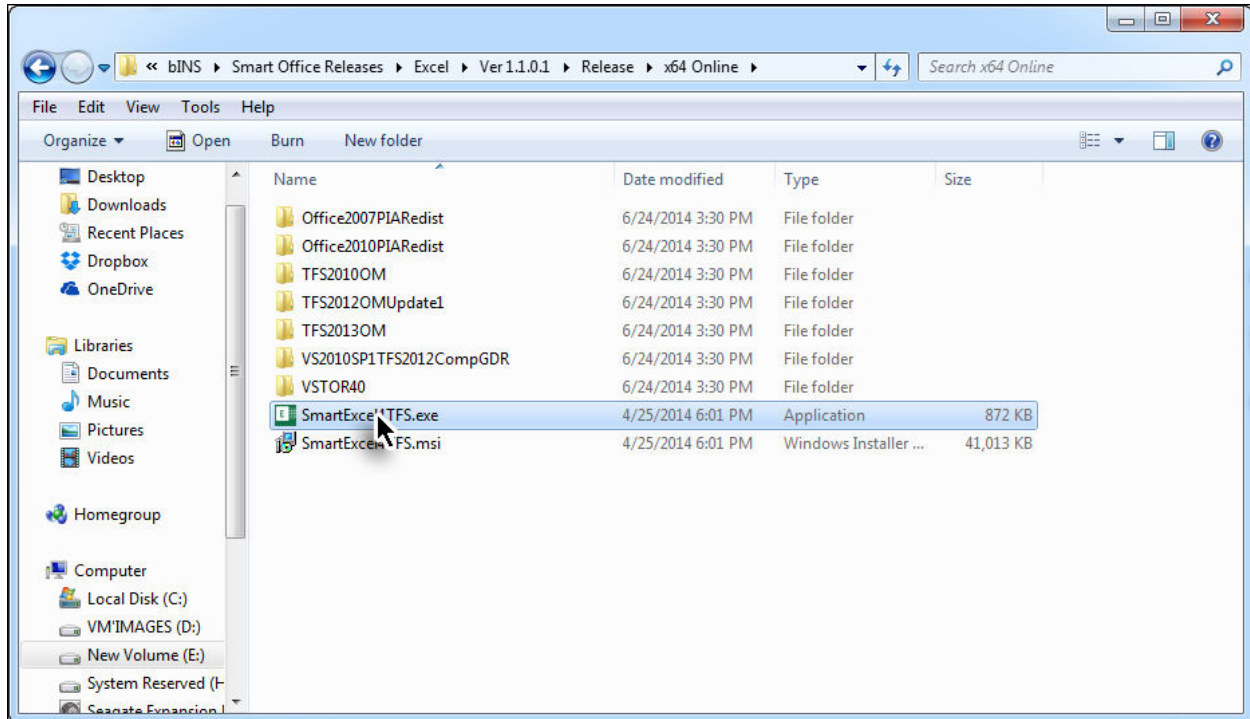 « bINS ▸ Smart Office Releases ▸ Excel ▸ Ver 1.1.0.1 ▸ Release ▸ x64 Online ▸ Search x64 Online
File Edit View Tools Help
Organize Open Burn New folder
Desktop
Downloads
Recent Places
Dropbox
OneDrive
Libraries
Documents
Music
Pictures
Videos
Homegroup
Computer
Local Disk (C:)
VM'IMAGES (D:)
New Volume (E:)
System Reserved (H
Seagate Expansion
Name Date modified Type Size
Office2007PIARedist 6/24/2014 3:30 PM File folder
Office2010PIARedist 6/24/2014 3:30 PM File folder
TFS2010OM 6/24/2014 3:30 PM File folder
TFS2012OMUpdate1 6/24/2014 3:30 PM File folder
TFS2013OM 6/24/2014 3:30 PM File folder
VS2010SP1TFS2012CompGDR 6/24/2014 3:30 PM File folder
VSTOR40 6/24/2014 3:30 PM File folder
SmartExcel4TFS.exe 4/25/2014 6:01 PM Application 872 KB
SmartExcel4TFS.msi 4/25/2014 6:01 PM Windows Installer ... 41,013 KB